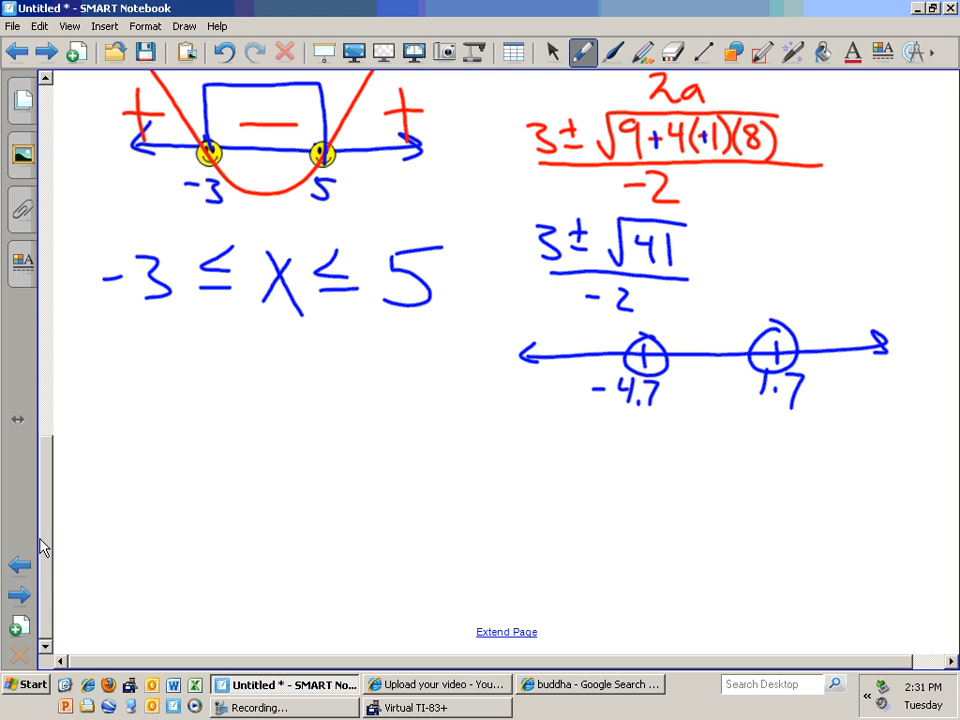 Untitled * - SMART Notebook
File Edit View Insert Format Draw Help
+ − +
-3 5
-3 ≤ x ≤ 5
2a
3 ± √9 + 4(+1)(8)
-2
3 ± √41
-2
-4.7 1.7
Extend Page
Start Untitled * - SMART No... Upload your video - You... buddha - Google Search ... Search Desktop 2:31 PM
Recording... Virtual TI-83+ Tuesday